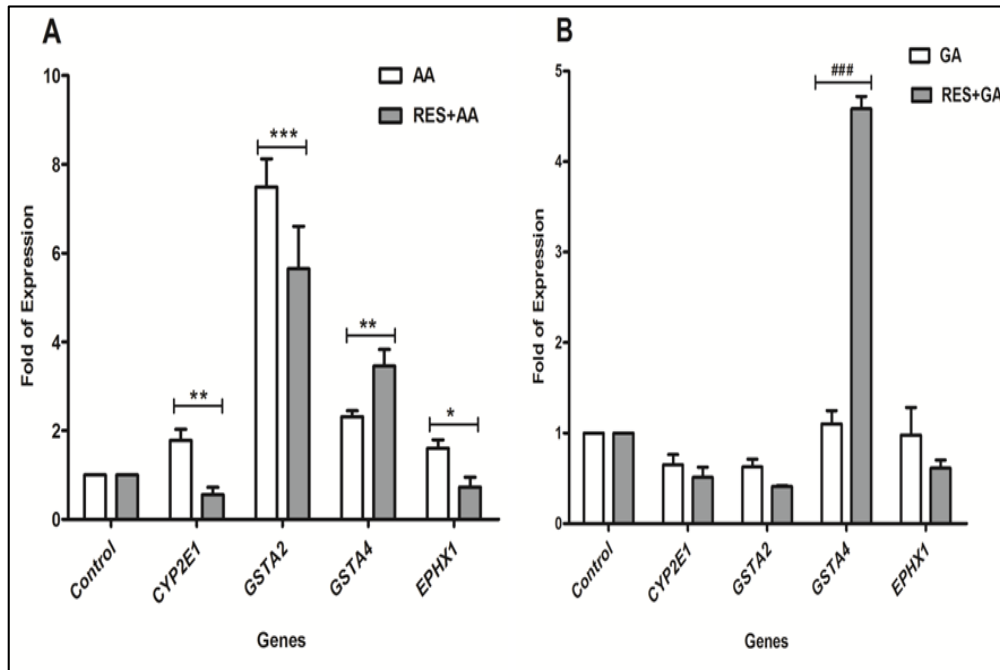 A
AA
RES+AA
10
8
6
4
2
0
Fold of Expression
**
***
**
*
Control
CYP2E1
GSTA2
GSTA4
EPHX1
Genes
B
GA
RES+GA
5
4
3
2
1
0
Fold of Expression
###
Control
CYP2E1
GSTA2
GSTA4
EPHX1
Genes